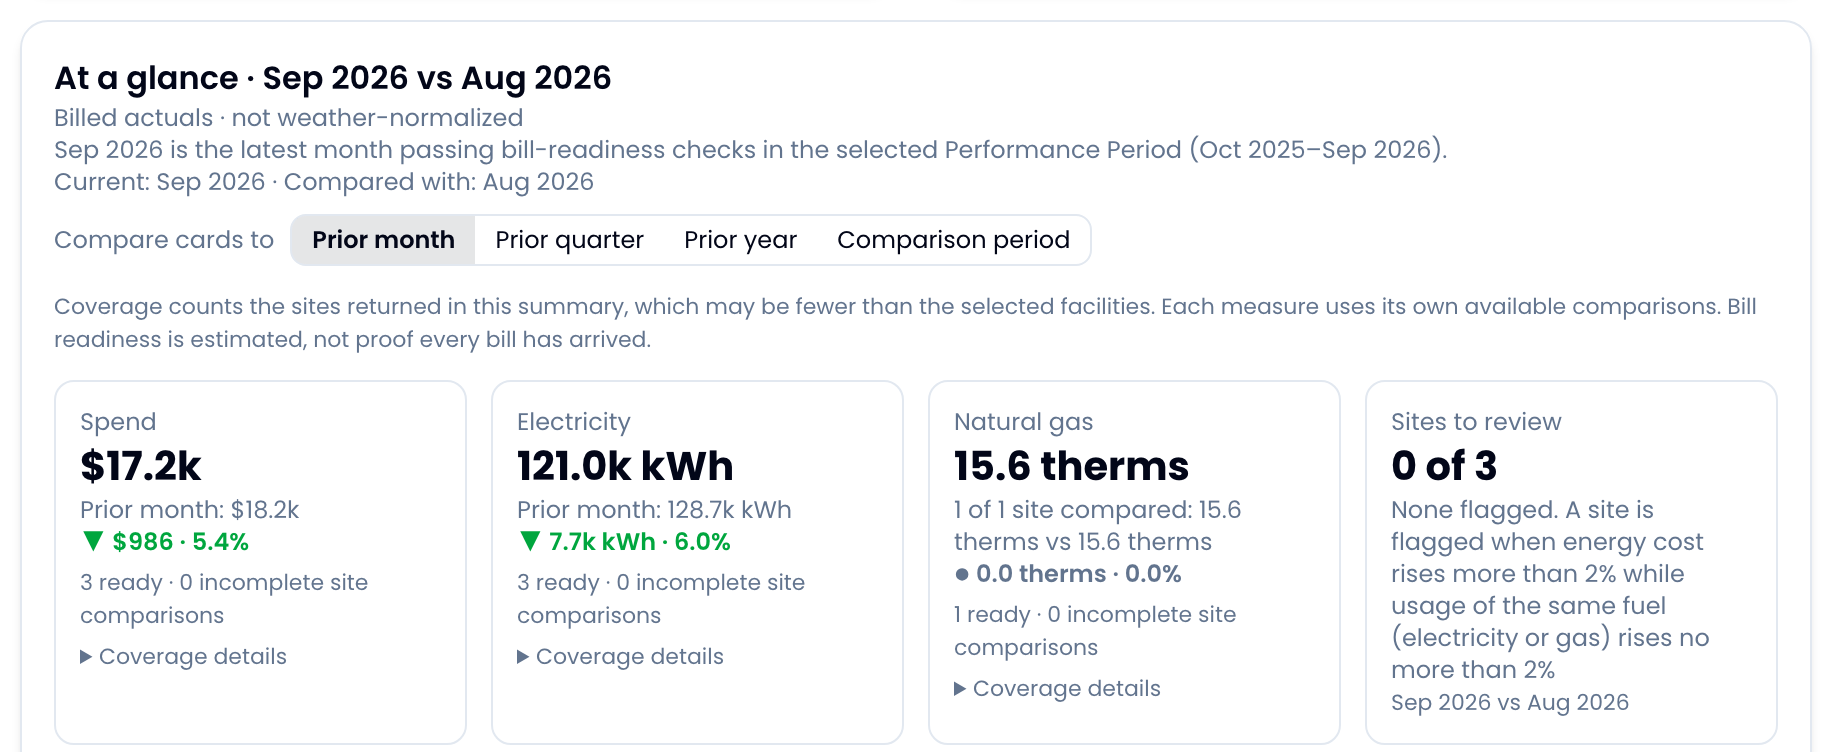 At a glance · Sep 2026 vs Aug 2026
Billed actuals · not weather-normalized
Sep 2026 is the latest month passing bill-readiness checks in the selected Performance Period (Oct 2025–Sep 2026).
Current: Sep 2026 · Compared with: Aug 2026
Compare cards to Prior month Prior quarter Prior year Comparison period
Coverage counts the sites returned in this summary, which may be fewer than the selected facilities. Each measure uses its own available comparisons. Bill
readiness is estimated, not proof every bill has arrived.
Spend
$17.2k
Prior month: $18.2k
▼ $986 · 5.4%
3 ready · 0 incomplete site
comparisons
▶ Coverage details
Electricity
121.0k kWh
Prior month: 128.7k kWh
▼ 7.7k kWh · 6.0%
3 ready · 0 incomplete site
comparisons
▶ Coverage details
Natural gas
15.6 therms
1 of 1 site compared: 15.6
therms vs 15.6 therms
● 0.0 therms · 0.0%
1 ready · 0 incomplete site
comparisons
▶ Coverage details
Sites to review
0 of 3
None flagged. A site is
flagged when energy cost
rises more than 2% while
usage of the same fuel
(electricity or gas) rises no
more than 2%
Sep 2026 vs Aug 2026